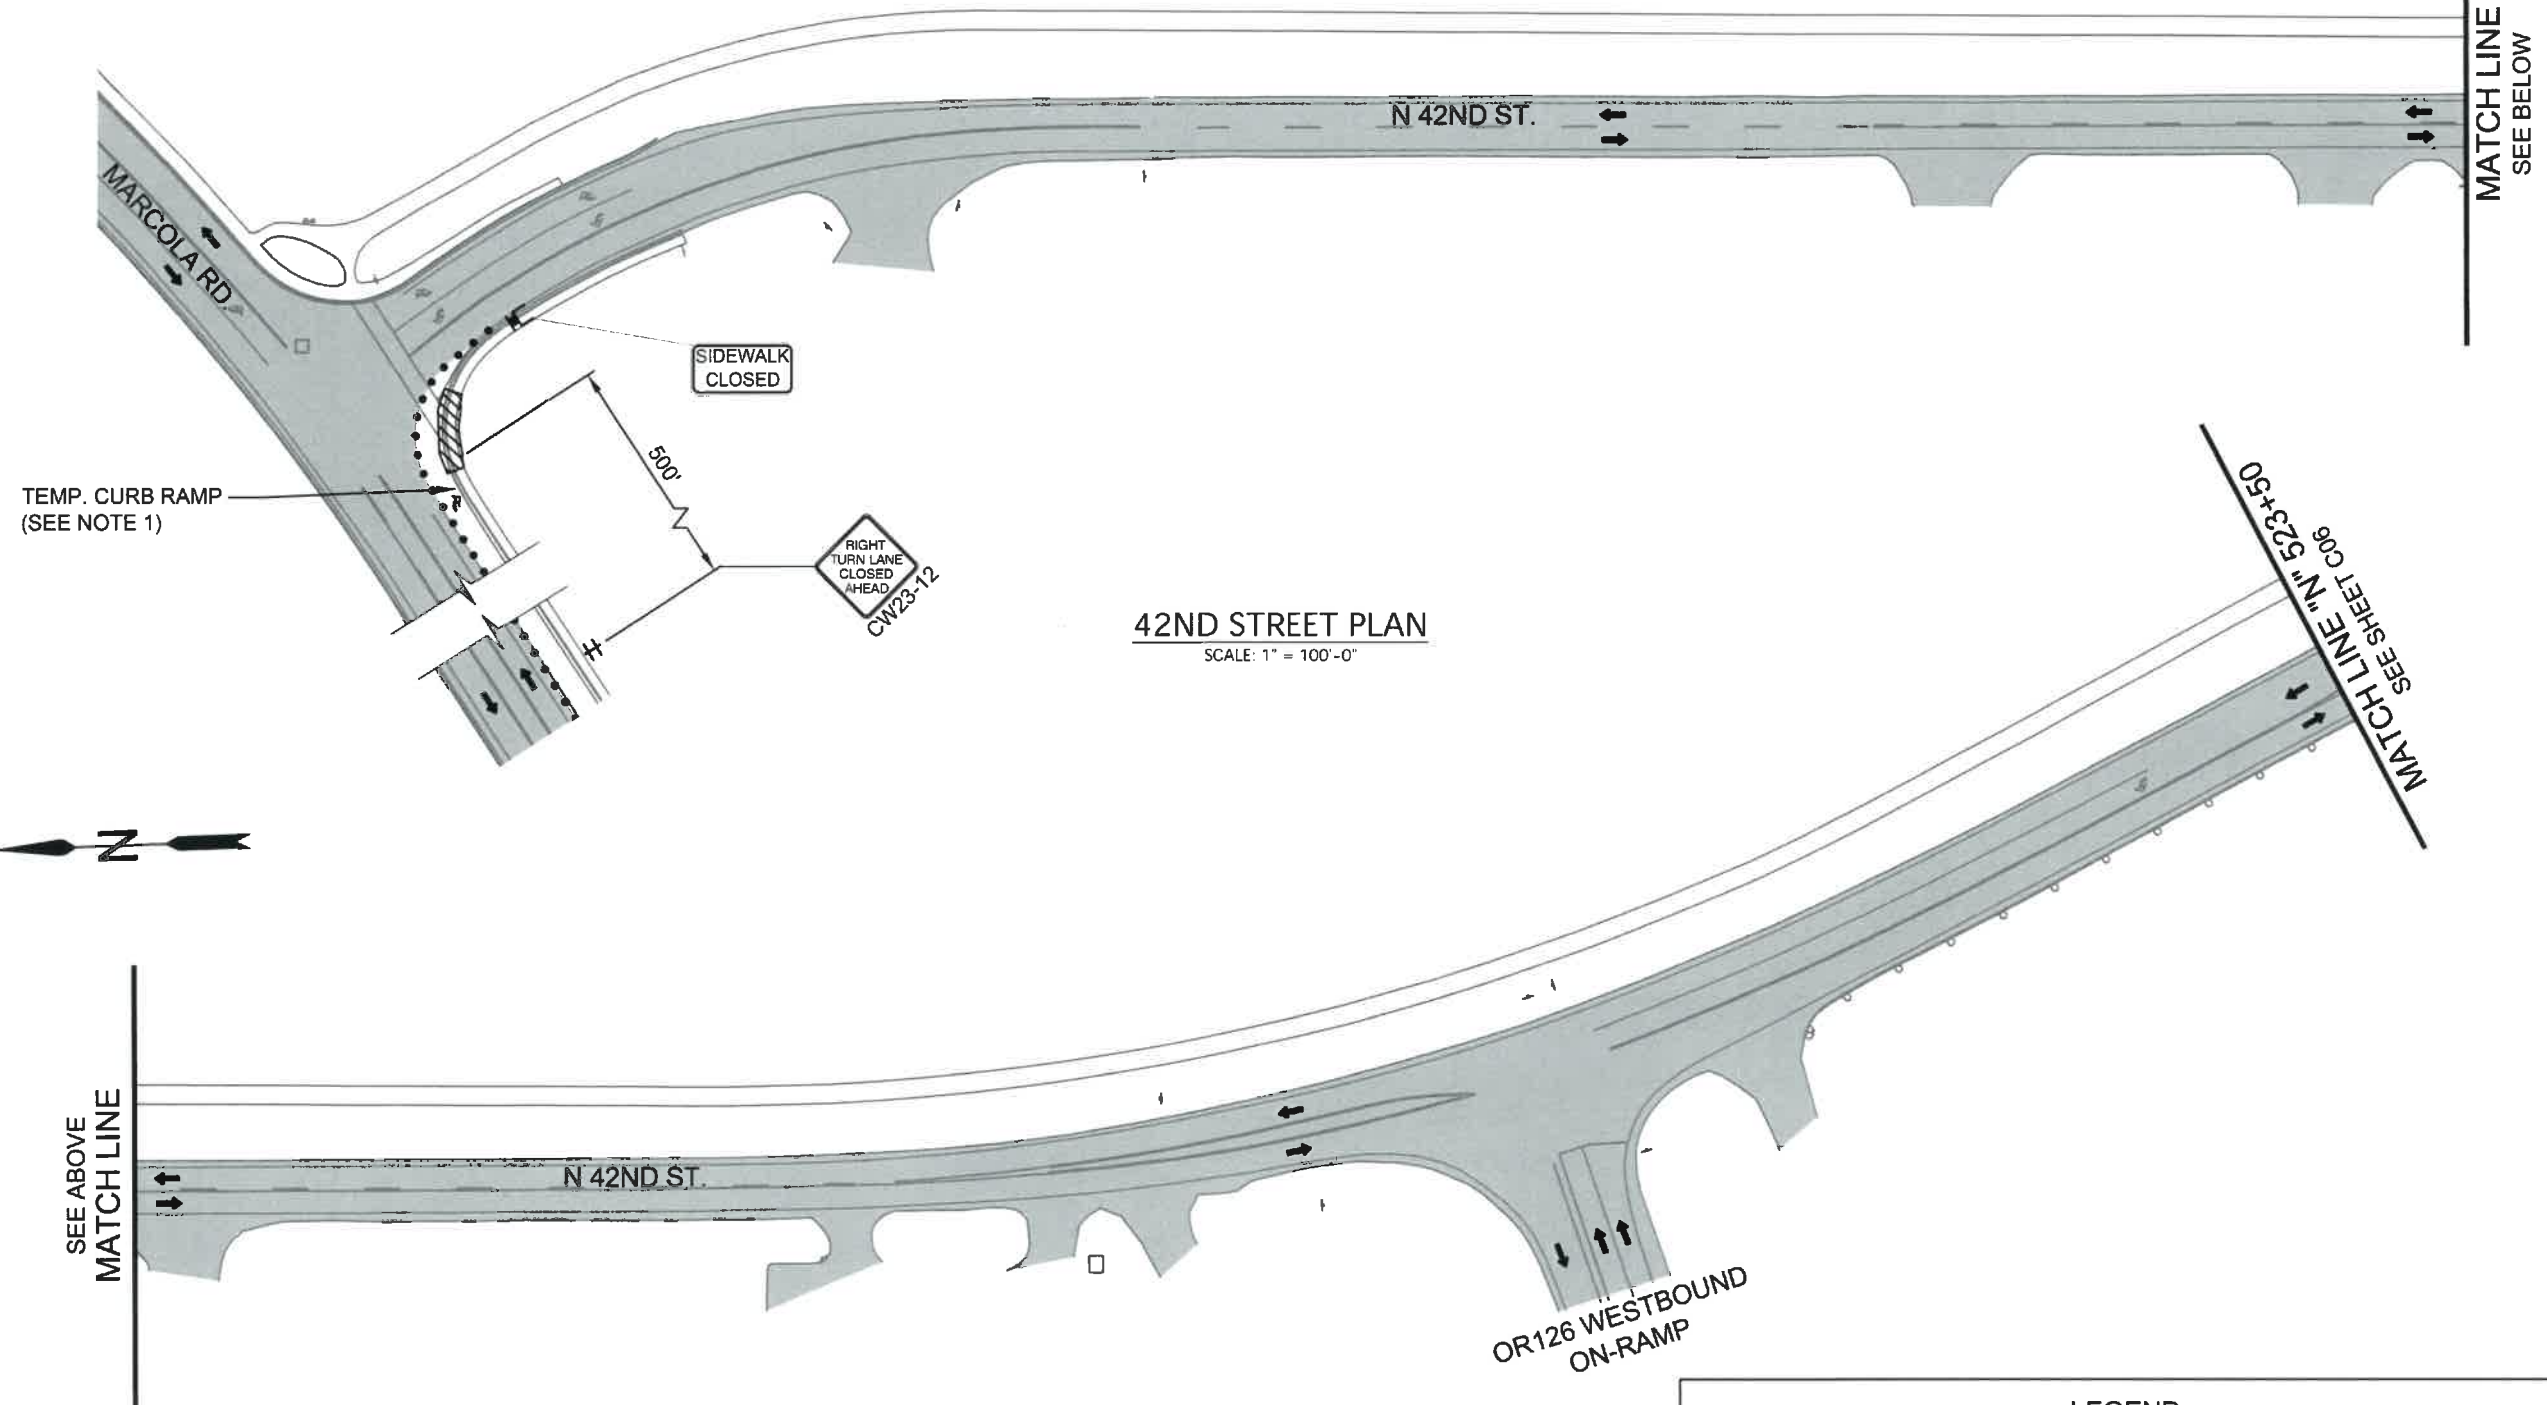 N 42ND ST.
MATCH LINE
SEE BELOW
MARCOLA RD.
SIDEWALK
CLOSED
500'
TEMP. CURB RAMP
(SEE NOTE 1)
RIGHT
TURN LANE
CLOSED
AHEAD
CW23-12
42ND STREET PLAN
SCALE: 1" = 100'-0"
MATCH LINE "N" 523+50
SEE SHEET C06
N
SEE ABOVE
MATCH LINE
N 42ND ST.
OR126 WESTBOUND
ON-RAMP
LEGEND